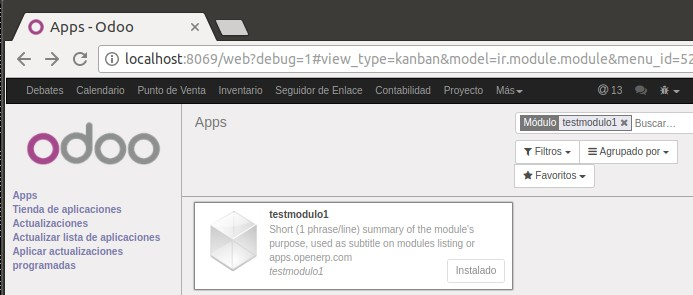 Apps - Odoo
localhost:8069/web?debug=1#view_type=kanban&model=ir.module.module&menu_id=52
Debates Calendario Punto de Venta Inventario Seguidor de Enlace Contabilidad Proyecto Más @ 13
odoo
Apps
Módulo testmodulo1 Buscar...
Filtros Agrupado por
Favoritos
Apps
Tienda de aplicaciones
Actualizaciones
Actualizar lista de aplicaciones
Aplicar actualizaciones
programadas
testmodulo1
Short (1 phrase/line) summary of the module's
purpose, used as subtitle on modules listing or
apps.openerp.com
testmodulo1
Instalado